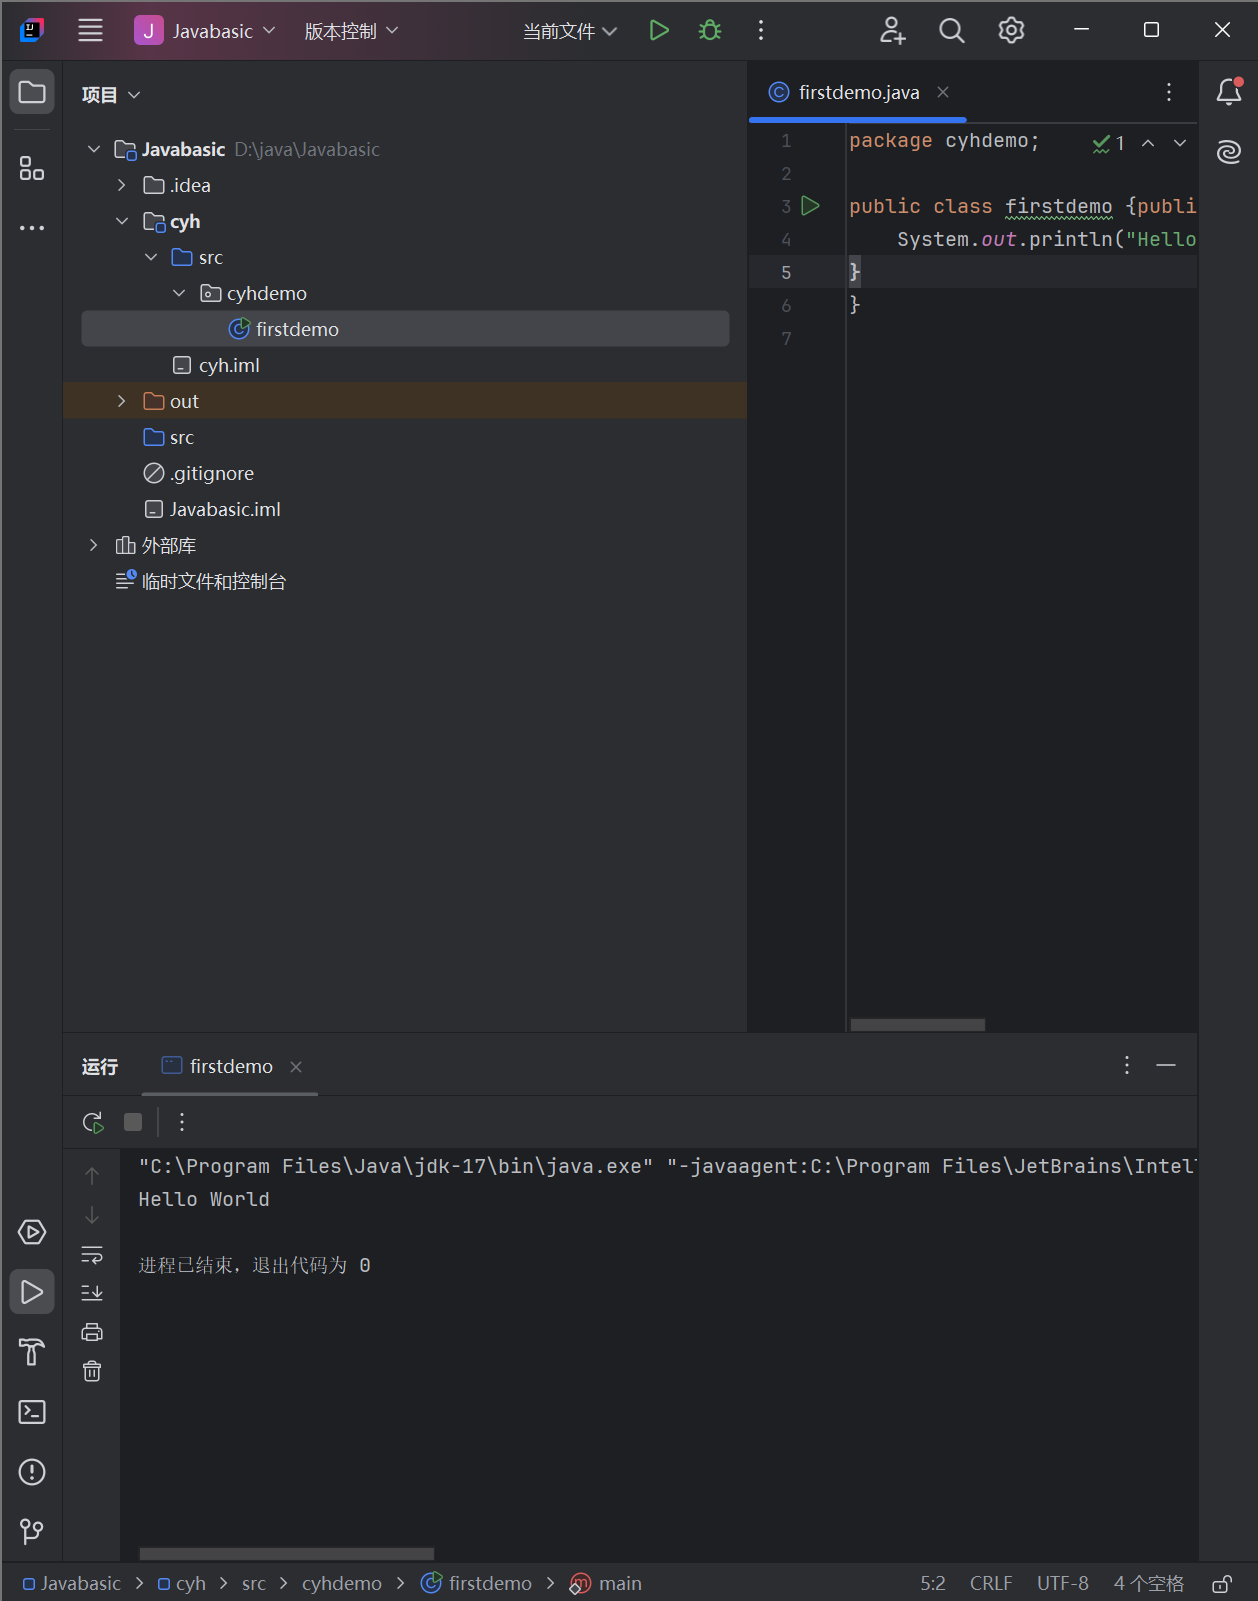 J Javabasic 版本控制 当前文件
项目
Javabasic D:\java\Javabasic
.idea
cyh
src
cyhdemo
firstdemo
cyh.iml
out
src
.gitignore
Javabasic.iml
外部库
临时文件和控制台
firstdemo.java
1 package cyhdemo; 1
2
3 public class firstdemo {publi
4 System.out.println("Hello
5 }
6 }
7
运行 firstdemo
"C:\Program Files\Java\jdk-17\bin\java.exe" "-javaagent:C:\Program Files\JetBrains\Intel
Hello World
进程已结束，退出代码为 0
Javabasic cyh src cyhdemo firstdemo main 5:2 CRLF UTF-8 4 个空格